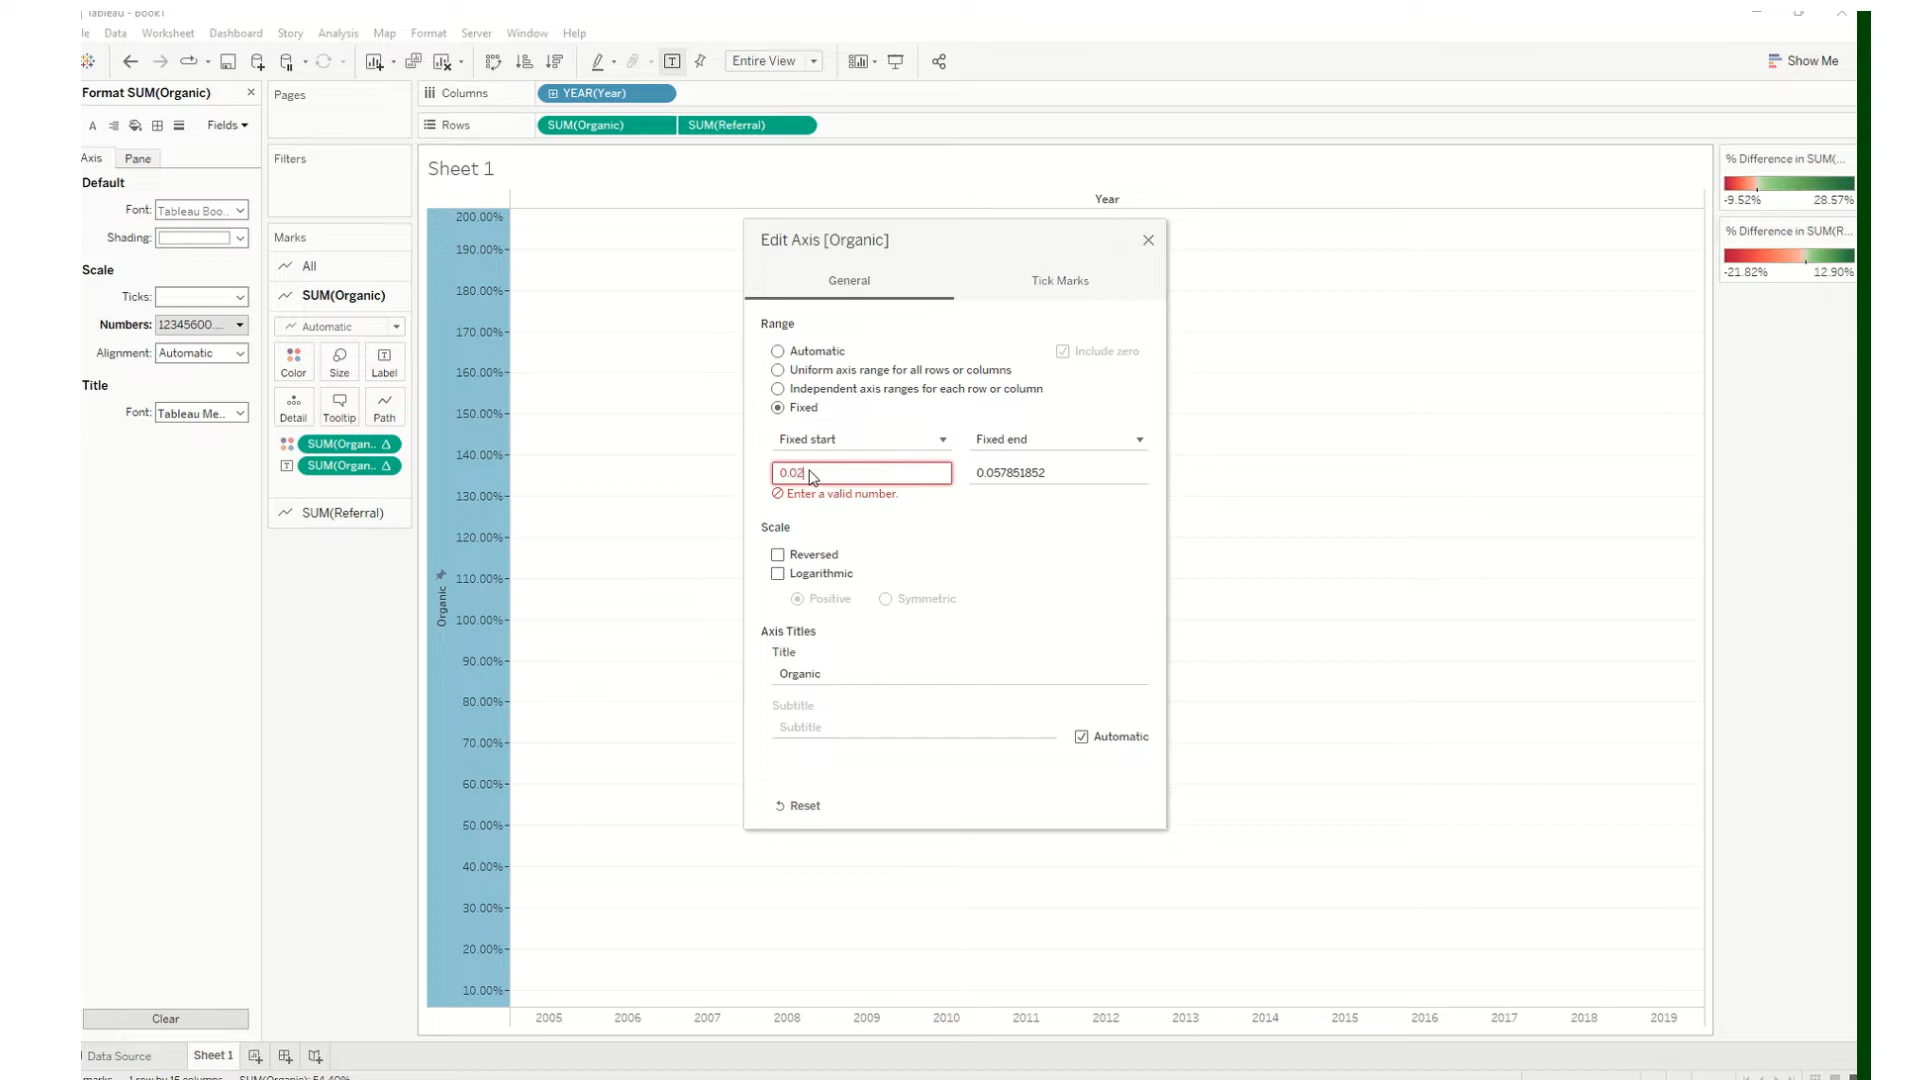 Tableau - Book1
Data Worksheet Dashboard Story Analysis Map Format Server Window Help
Entire View
Show Me
Format SUM(Organic)
Fields
Axis Pane
Default
Font: Tableau Boo..
Shading:
Scale
Ticks:
Numbers: 12345600....
Alignment: Automatic
Title
Font: Tableau Me..
Clear
Pages
Filters
Marks
All
SUM(Organic)
Automatic
Color Size Label
Detail Tooltip Path
SUM(Organ.. Δ
SUM(Organ.. Δ
SUM(Referral)
Columns YEAR(Year)
Rows SUM(Organic) SUM(Referral)
Sheet 1
Year
200.00%
190.00%
180.00%
170.00%
160.00%
150.00%
140.00%
130.00%
120.00%
110.00%
100.00%
90.00%
80.00%
70.00%
60.00%
50.00%
40.00%
30.00%
20.00%
10.00%
Organic
2005 2006 2007 2008 2009 2010 2011 2012 2013 2014 2015 2016 2017 2018 2019
Edit Axis [Organic]
General Tick Marks
Range
Automatic Include zero
Uniform axis range for all rows or columns
Independent axis ranges for each row or column
Fixed
Fixed start Fixed end
0.02 0.057851852
Enter a valid number.
Scale
Reversed
Logarithmic
Positive Symmetric
Axis Titles
Title
Organic
Subtitle
Subtitle
Automatic
Reset
% Difference in SUM(...
-9.52% 28.57%
% Difference in SUM(R...
-21.82% 12.90%
Data Source Sheet 1
marks 1 row by 15 columns SUM(Organic): 54.40%